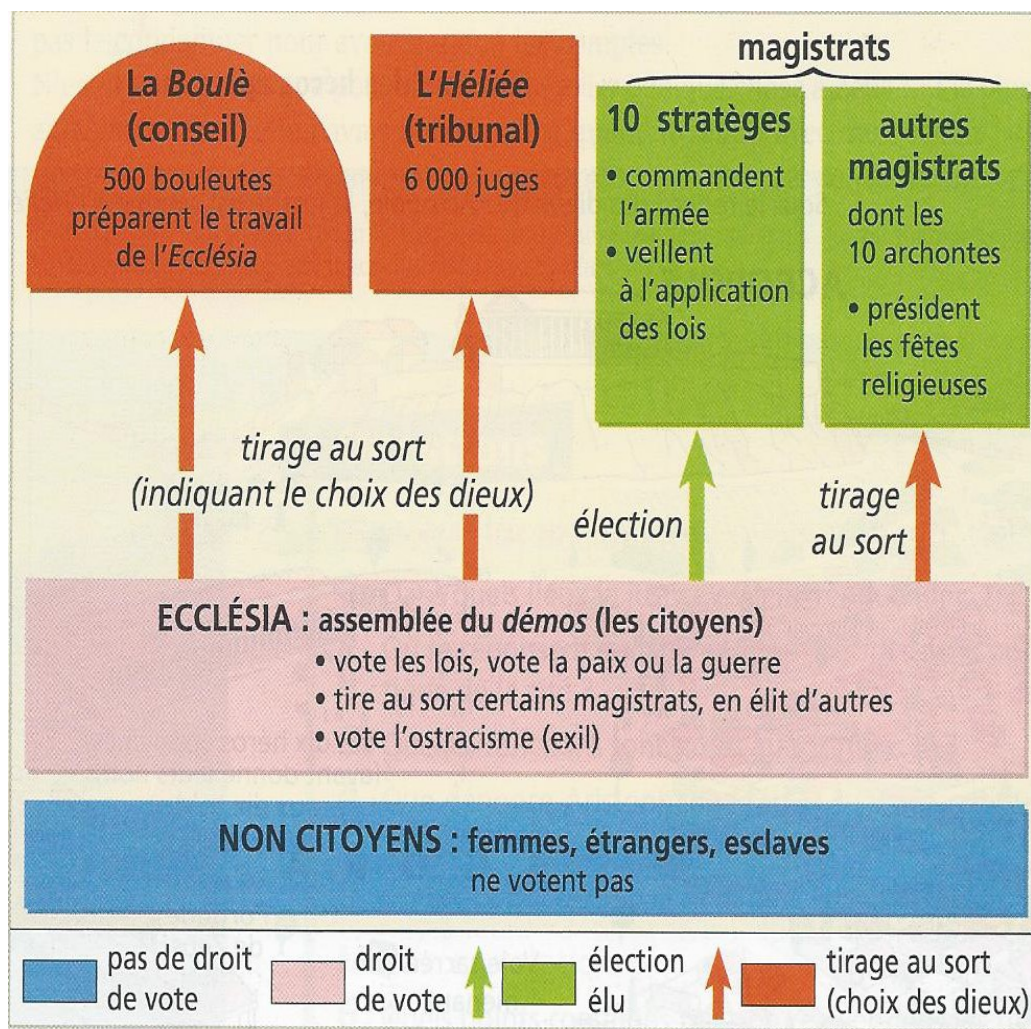 La Boulè
(conseil)
500 bouleutes
préparent le travail
de l'Ecclésia
L'Héliée
(tribunal)
6 000 juges
magistrats
10 stratèges
• commandent
l'armée
• veillent
à l'application
des lois
autres
magistrats
dont les
10 archontes
• président
les fêtes
religieuses
tirage au sort
(indiquant le choix des dieux)
élection
tirage
au sort
ECCLÉSIA : assemblée du démos (les citoyens)
• vote les lois, vote la paix ou la guerre
• tire au sort certains magistrats, en élit d'autres
• vote l'ostracisme (exil)
NON CITOYENS : femmes, étrangers, esclaves
ne votent pas
pas de droit
de vote
droit
de vote
élection
élu
tirage au sort
(choix des dieux)